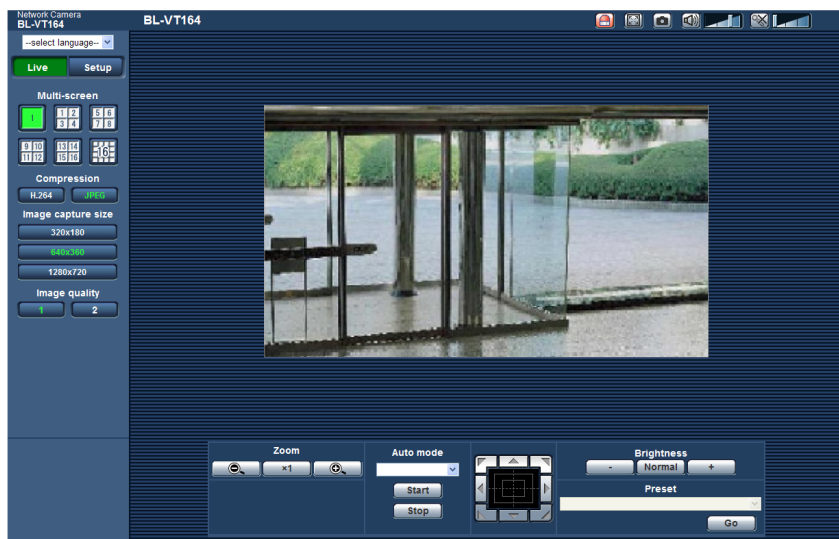 Network Camera
BL-VT164
BL-VT164
--select language--
Live Setup
Multi-screen
1
1 2
3 4
5 6
7 8
9 10
11 12
13 14
15 16
16
Compression
H.264 JPEG
Image capture size
320x180
640x360
1280x720
Image quality
1 2
Zoom
×1
Auto mode
Start
Stop
Brightness
- Normal +
Preset
Go